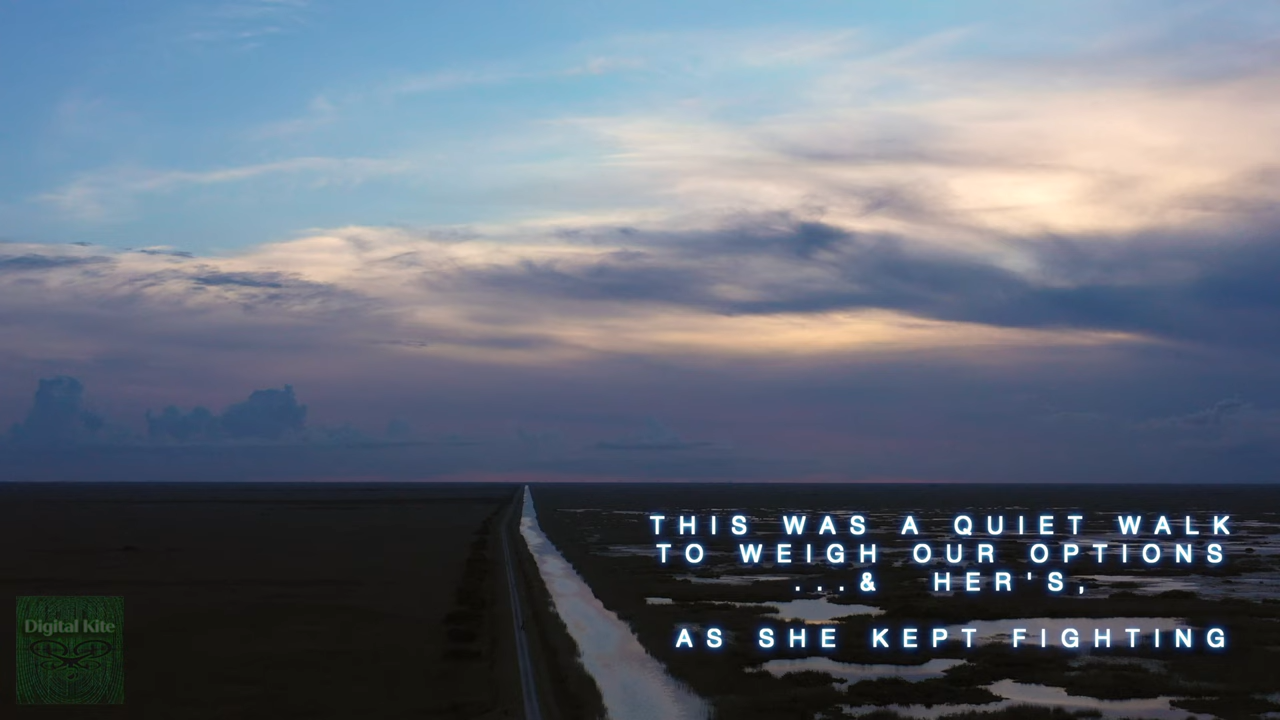 THIS WAS A QUIET WALK
TO WEIGH OUR OPTIONS
...& HER'S,
AS SHE KEPT FIGHTING
Digital Kite